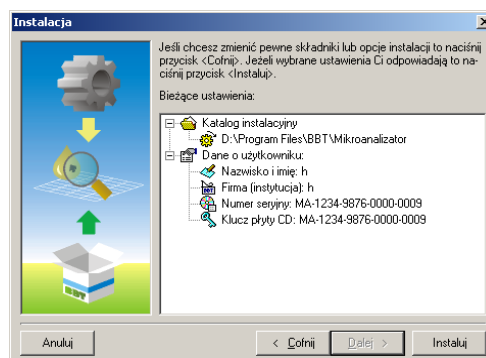 Instalacja
Jeśli chcesz zmienić pewne składniki lub opcje instalacji to naciśnij
przycisk <Cofnij>. Jeżeli wybrane ustawienia Ci odpowiadają to na-
ciśnij przycisk <Instaluj>.
Bieżące ustawienia:
Katalog instalacyjny
D:\Program Files\BBT\Mikroanalizator
Dane o użytkowniku:
Nazwisko i imię: h
Firma (instytucja): h
Numer seryjny: MA-1234-9876-0000-0009
Klucz płyty CD: MA-1234-9876-0000-0009
BBT
Anuluj
< Cofnij
Dalej >
Instaluj